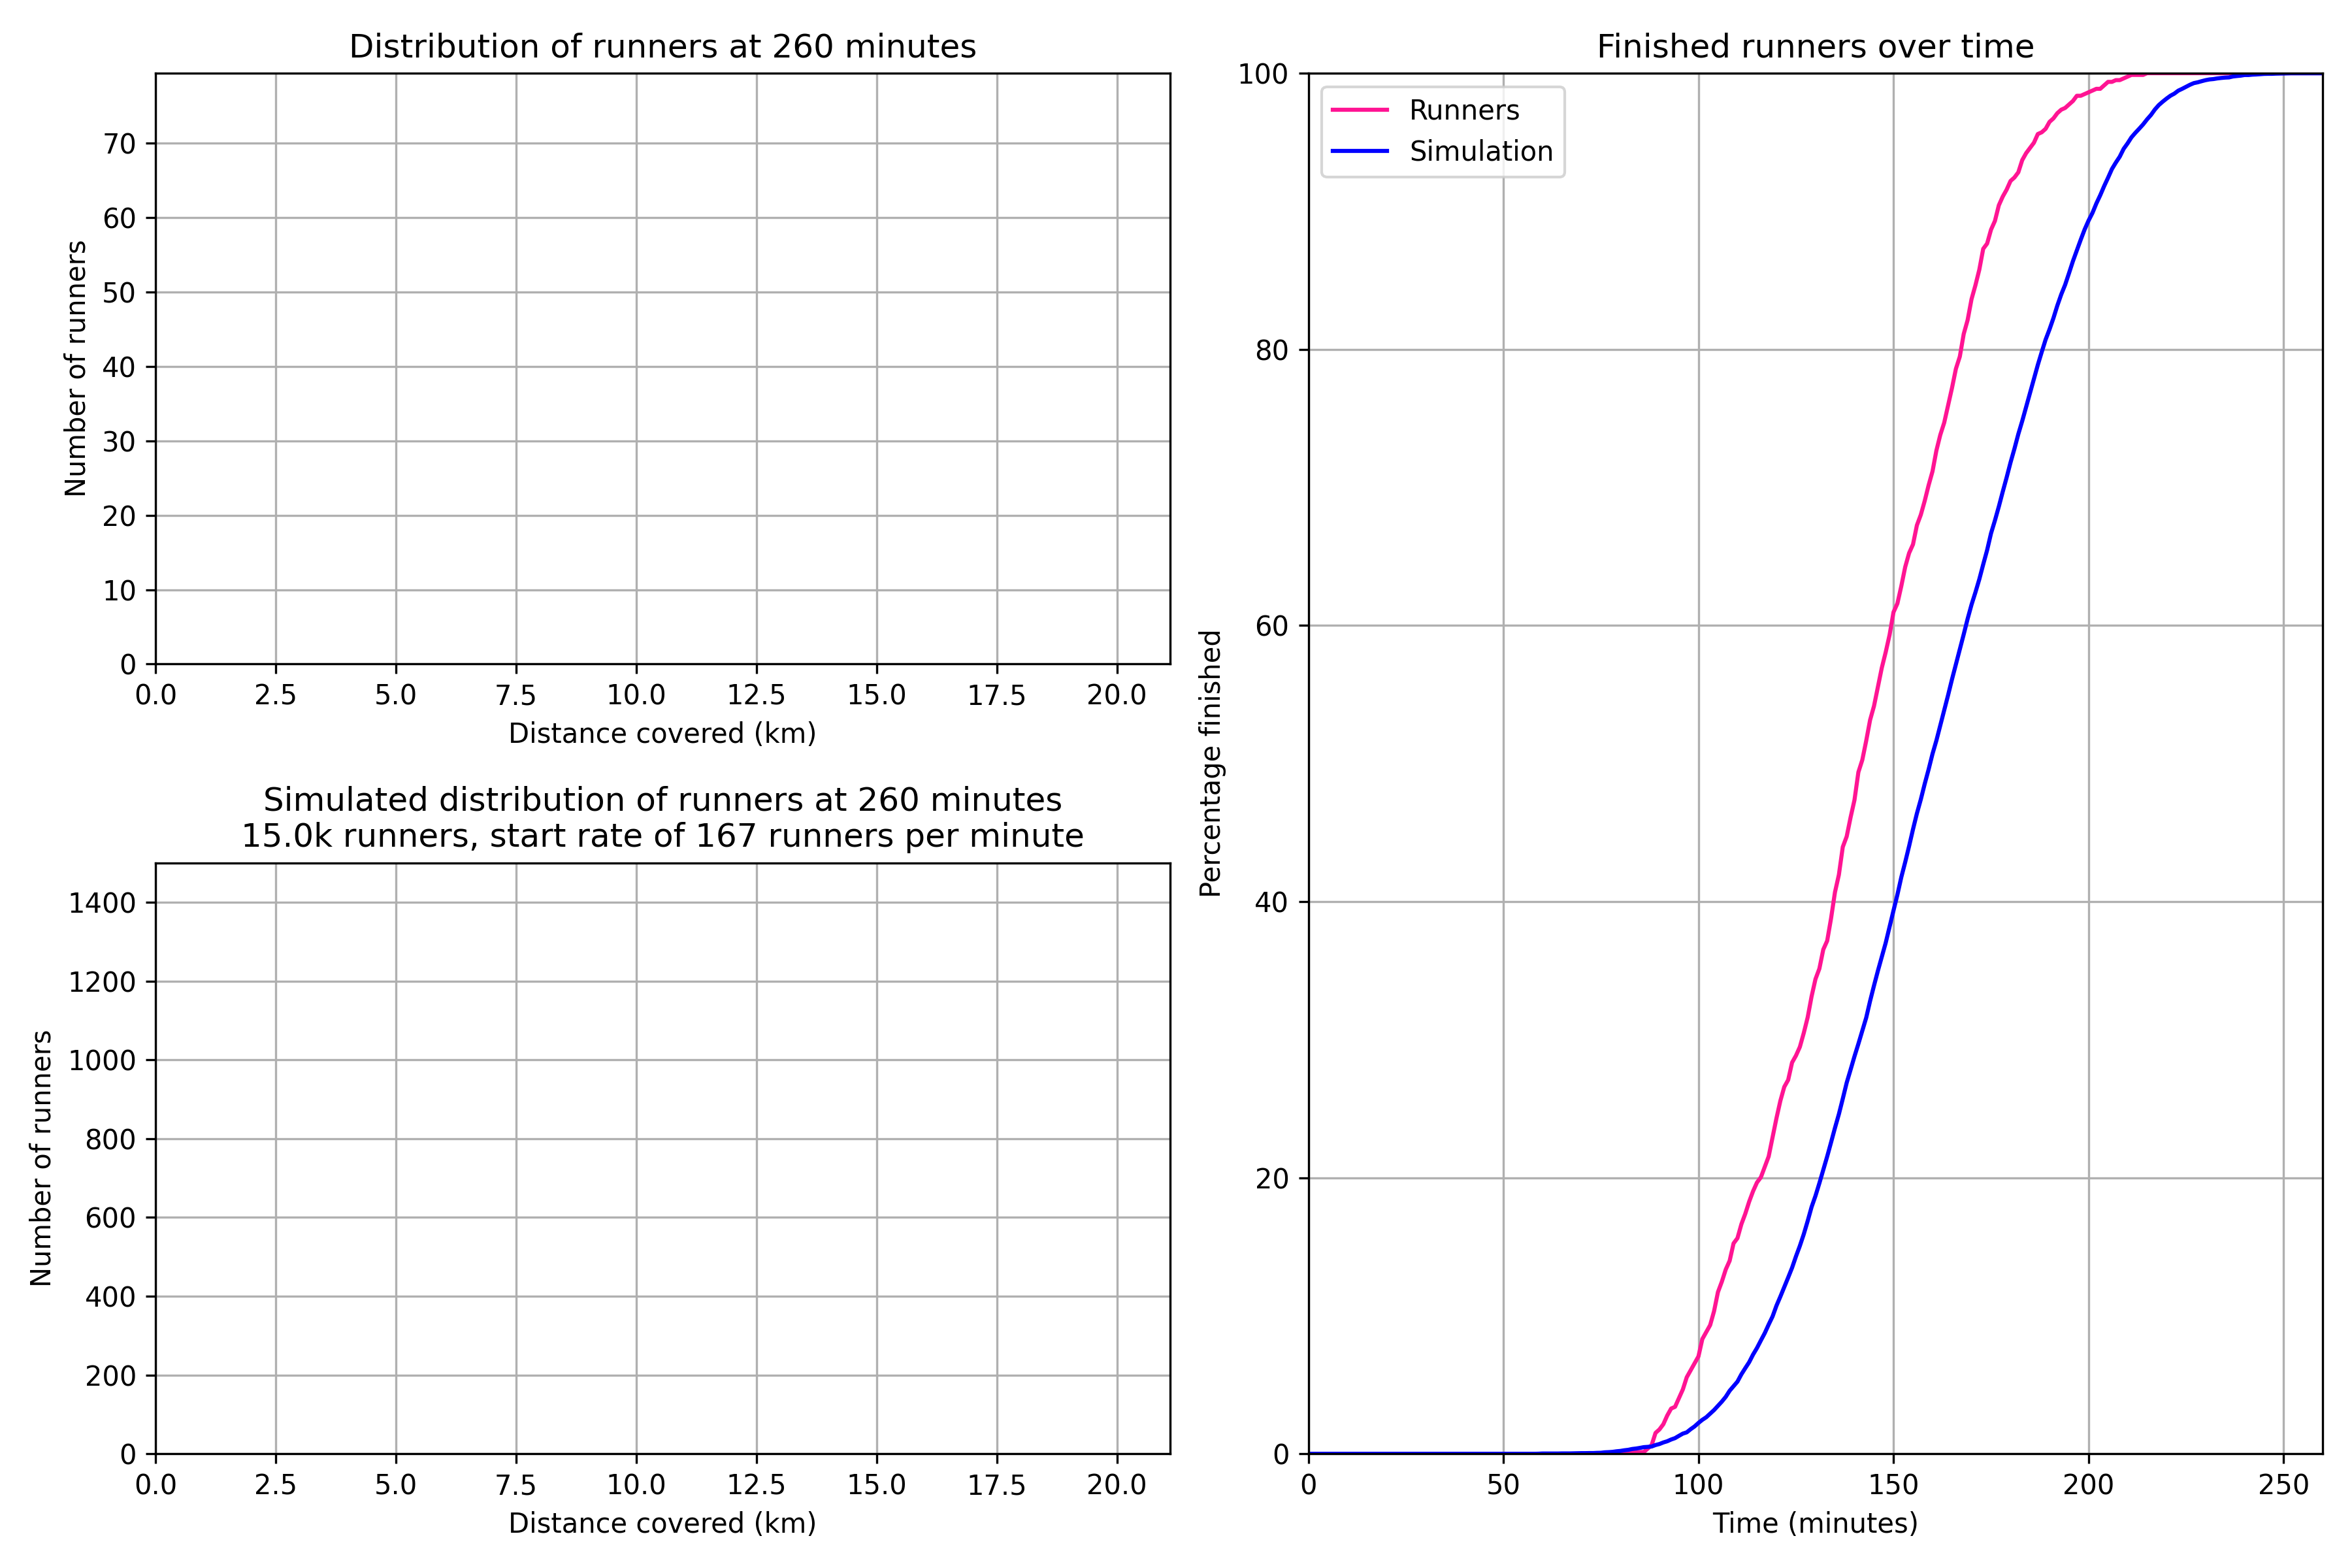 Distribution of runners at 260 minutes
70
60
50
40
30
20
10
0
Number of runners
0.0 2.5 5.0 7.5 10.0 12.5 15.0 17.5 20.0
Distance covered (km)
Simulated distribution of runners at 260 minutes
15.0k runners, start rate of 167 runners per minute
1400
1200
1000
800
600
400
200
0
Number of runners
0.0 2.5 5.0 7.5 10.0 12.5 15.0 17.5 20.0
Distance covered (km)
Finished runners over time
Runners
Simulation
100
80
60
40
20
0
Percentage finished
0 50 100 150 200 250
Time (minutes)